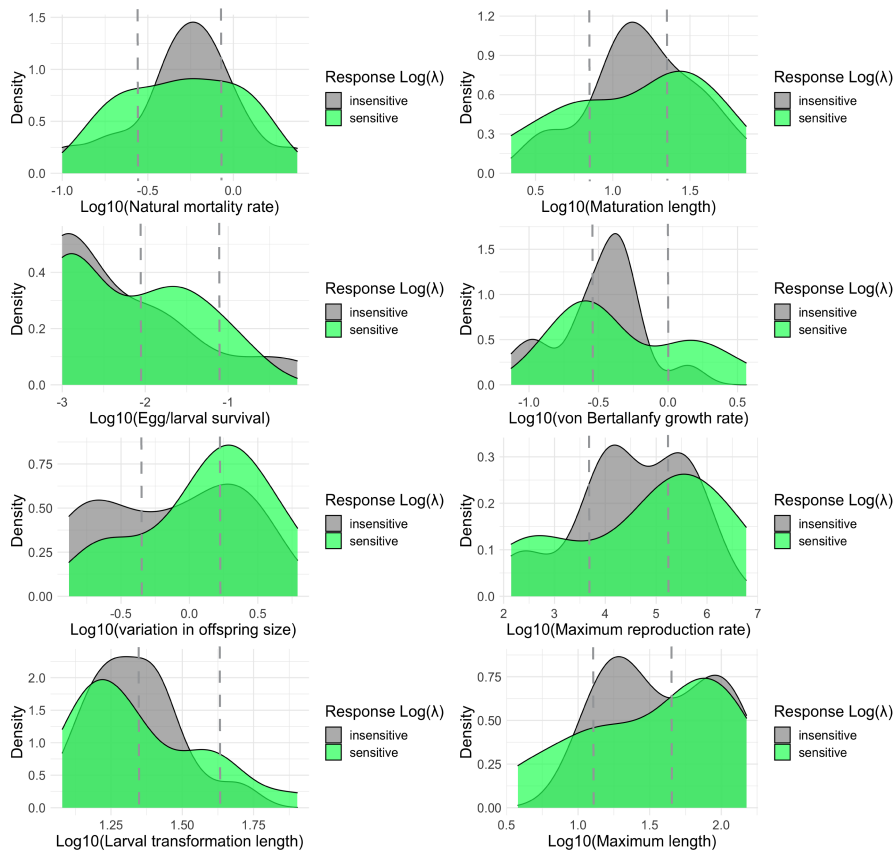 1.5
1.0
0.5
0.0
Density
-1.0 -0.5 0.0
Log10(Natural mortality rate)
Response Log(λ)
insensitive
sensitive
1.2
0.9
0.6
0.3
0.0
Density
0.5 1.0 1.5
Log10(Maturation length)
Response Log(λ)
insensitive
sensitive
0.4
0.2
0.0
Density
-3 -2 -1
Log10(Egg/larval survival)
Response Log(λ)
insensitive
sensitive
1.5
1.0
0.5
0.0
Density
-1.0 -0.5 0.0 0.5
Log10(von Bertallanfy growth rate)
Response Log(λ)
insensitive
sensitive
0.75
0.50
0.25
0.00
Density
-0.5 0.0 0.5
Log10(variation in offspring size)
Response Log(λ)
insensitive
sensitive
0.3
0.2
0.1
0.0
Density
2 3 4 5 6 7
Log10(Maximum reproduction rate)
Response Log(λ)
insensitive
sensitive
2.0
1.5
1.0
0.5
0.0
Density
1.25 1.50 1.75
Log10(Larval transformation length)
Response Log(λ)
insensitive
sensitive
0.75
0.50
0.25
0.00
Density
0.5 1.0 1.5 2.0
Log10(Maximum length)
Response Log(λ)
insensitive
sensitive